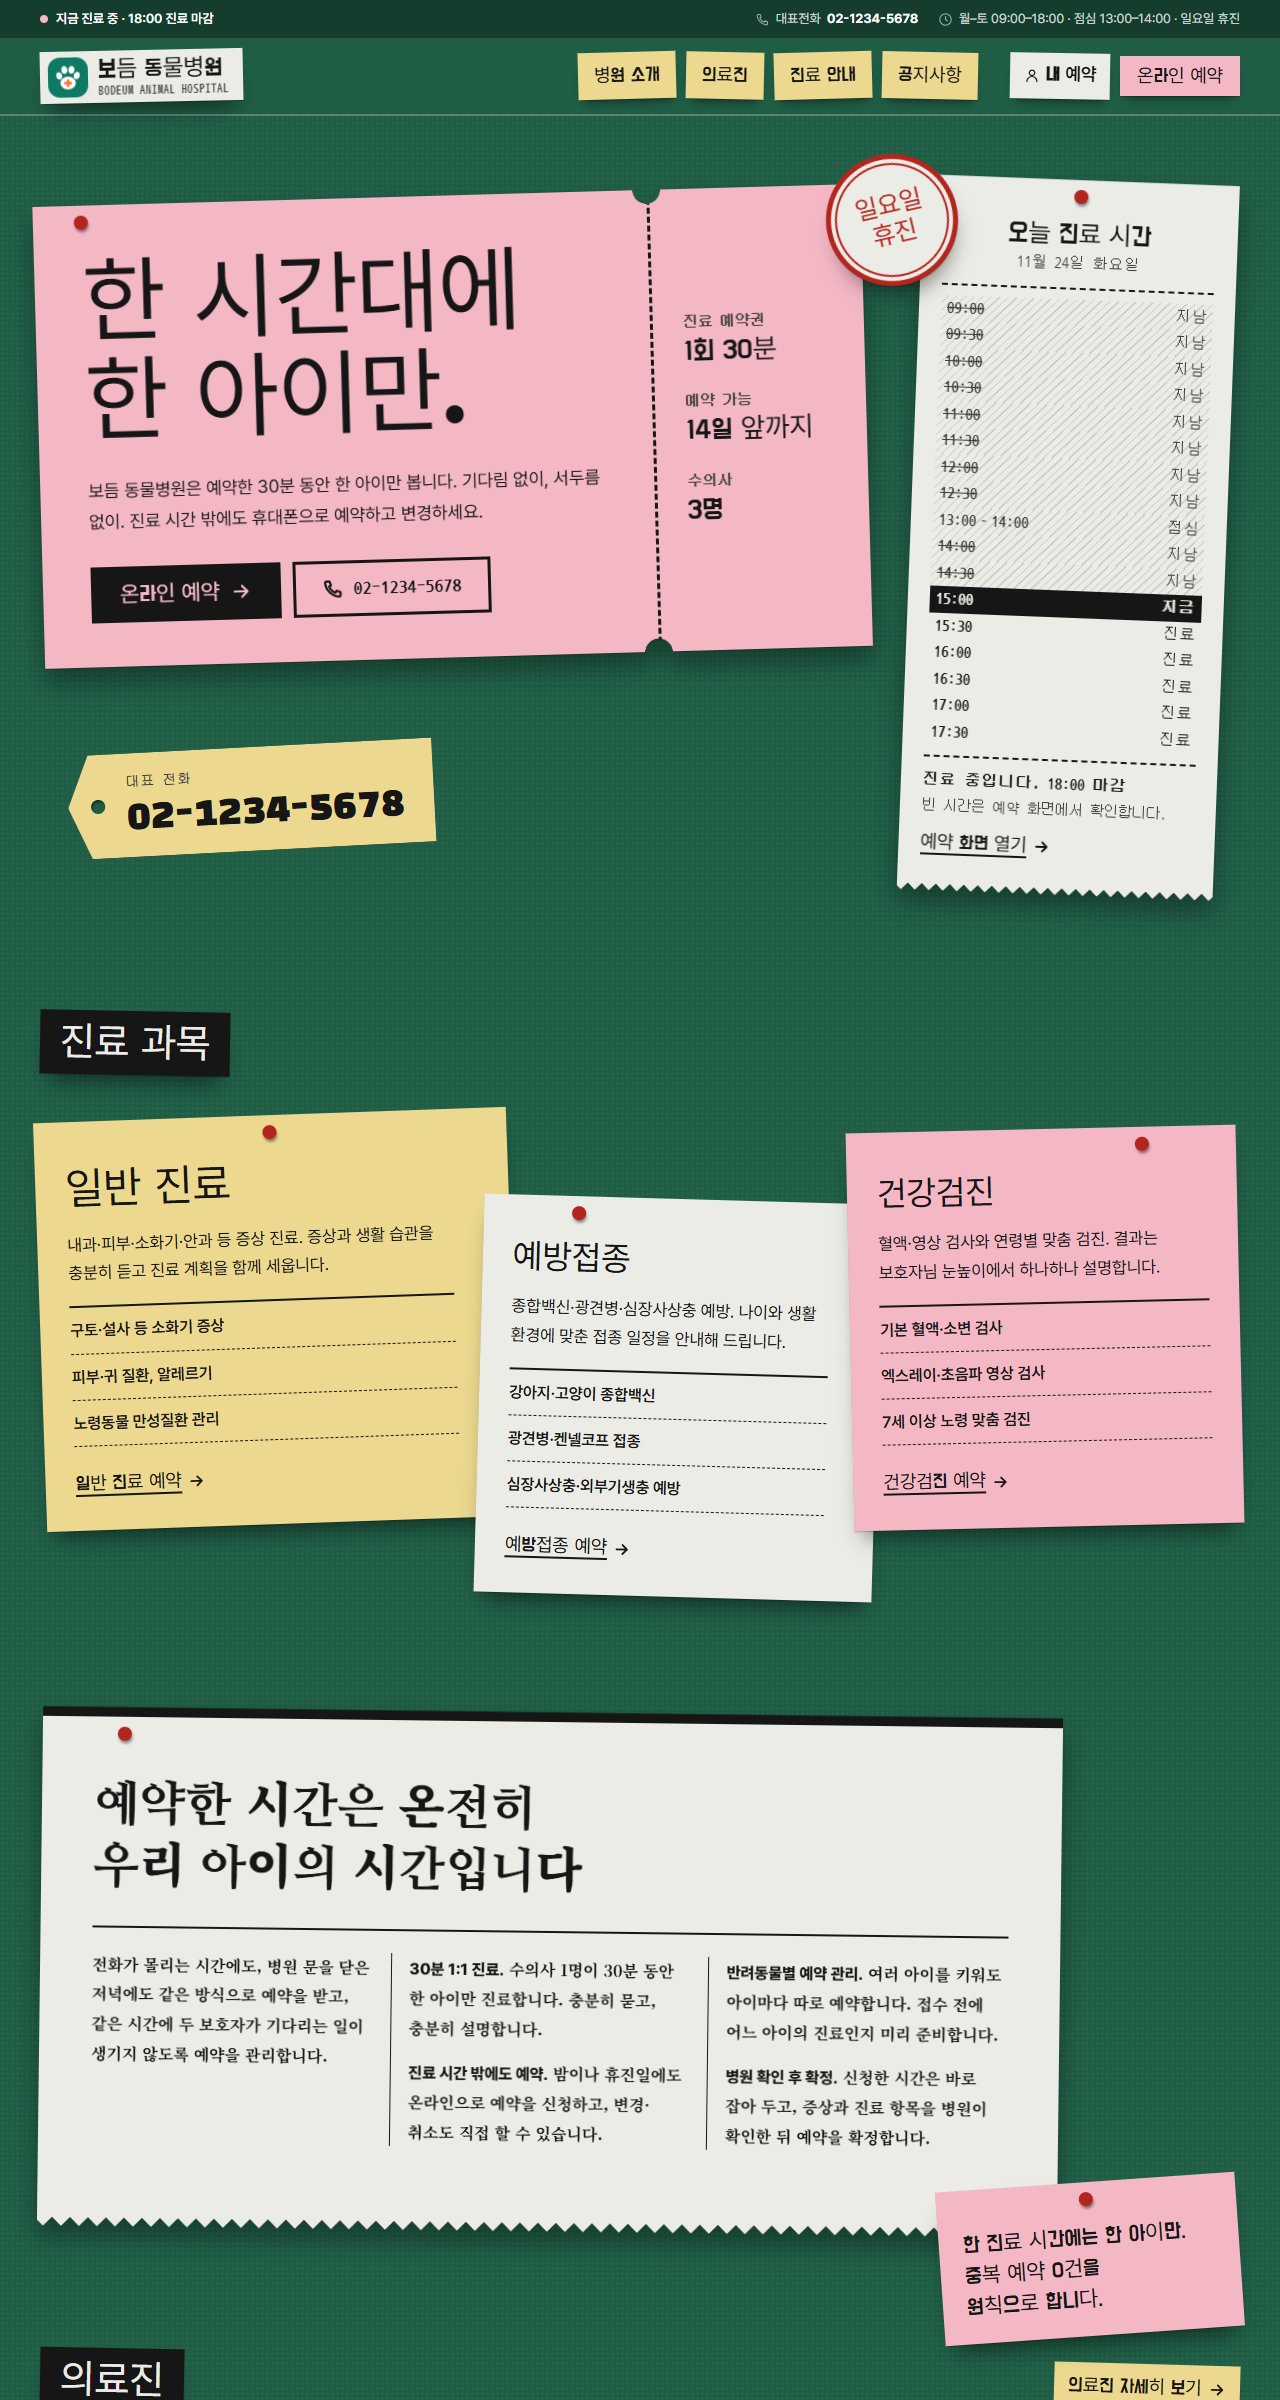 지금 진료 중 · 18:00 진료 마감
대표전화 02-1234-5678
월–토 09:00–18:00 · 점심 13:00–14:00 · 일요일 휴진
보듬 동물병원
BODEUM ANIMAL HOSPITAL
병원 소개
의료진
진료 안내
공지사항
내 예약
온라인 예약
한 시간대에
한 아이만.
보듬 동물병원은 예약한 30분 동안 한 아이만 봅니다. 기다림 없이, 서두름
없이. 진료 시간 밖에도 휴대폰으로 예약하고 변경하세요.
온라인 예약 →
02-1234-5678
진료 예약권
1회 30분
예약 가능
14일 앞까지
수의사
3명
일요일
휴진
오늘 진료 시간
11월 24일 화요일
09:00 지남
09:30 지남
10:00 지남
10:30 지남
11:00 지남
11:30 지남
12:00 지남
12:30 지남
13:00 - 14:00 점심
14:00 지남
14:30 지남
15:00 지금
15:30 진료
16:00 진료
16:30 진료
17:00 진료
17:30 진료
진료 중입니다. 18:00 마감
빈 시간은 예약 화면에서 확인합니다.
예약 화면 열기 →
대표 전화
02-1234-5678
진료 과목
일반 진료
내과·피부·소화기·안과 등 증상 진료. 증상과 생활 습관을
충분히 듣고 진료 계획을 함께 세웁니다.
구토·설사 등 소화기 증상
피부·귀 질환, 알레르기
노령동물 만성질환 관리
일반 진료 예약 →
예방접종
종합백신·광견병·심장사상충 예방. 나이와 생활
환경에 맞춘 접종 일정을 안내해 드립니다.
강아지·고양이 종합백신
광견병·켄넬코프 접종
심장사상충·외부기생충 예방
예방접종 예약 →
건강검진
혈액·영상 검사와 연령별 맞춤 검진. 결과는
보호자님 눈높이에서 하나하나 설명합니다.
기본 혈액·소변 검사
엑스레이·초음파 영상 검사
7세 이상 노령 맞춤 검진
건강검진 예약 →
예약한 시간은 온전히
우리 아이의 시간입니다
전화가 몰리는 시간에도, 병원 문을 닫은
저녁에도 같은 방식으로 예약을 받고,
같은 시간에 두 보호자가 기다리는 일이
생기지 않도록 예약을 관리합니다.
30분 1:1 진료. 수의사 1명이 30분 동안
한 아이만 진료합니다. 충분히 묻고,
충분히 설명합니다.
진료 시간 밖에도 예약. 밤이나 휴진일에도
온라인으로 예약을 신청하고, 변경·
취소도 직접 할 수 있습니다.
반려동물별 예약 관리. 여러 아이를 키워도
아이마다 따로 예약합니다. 접수 전에
어느 아이의 진료인지 미리 준비합니다.
병원 확인 후 확정. 신청한 시간은 바로
잡아 두고, 증상과 진료 항목을 병원이
확인한 뒤 예약을 확정합니다.
한 진료 시간에는 한 아이만.
중복 예약 0건을
원칙으로 합니다.
의료진
의료진 자세히 보기 →